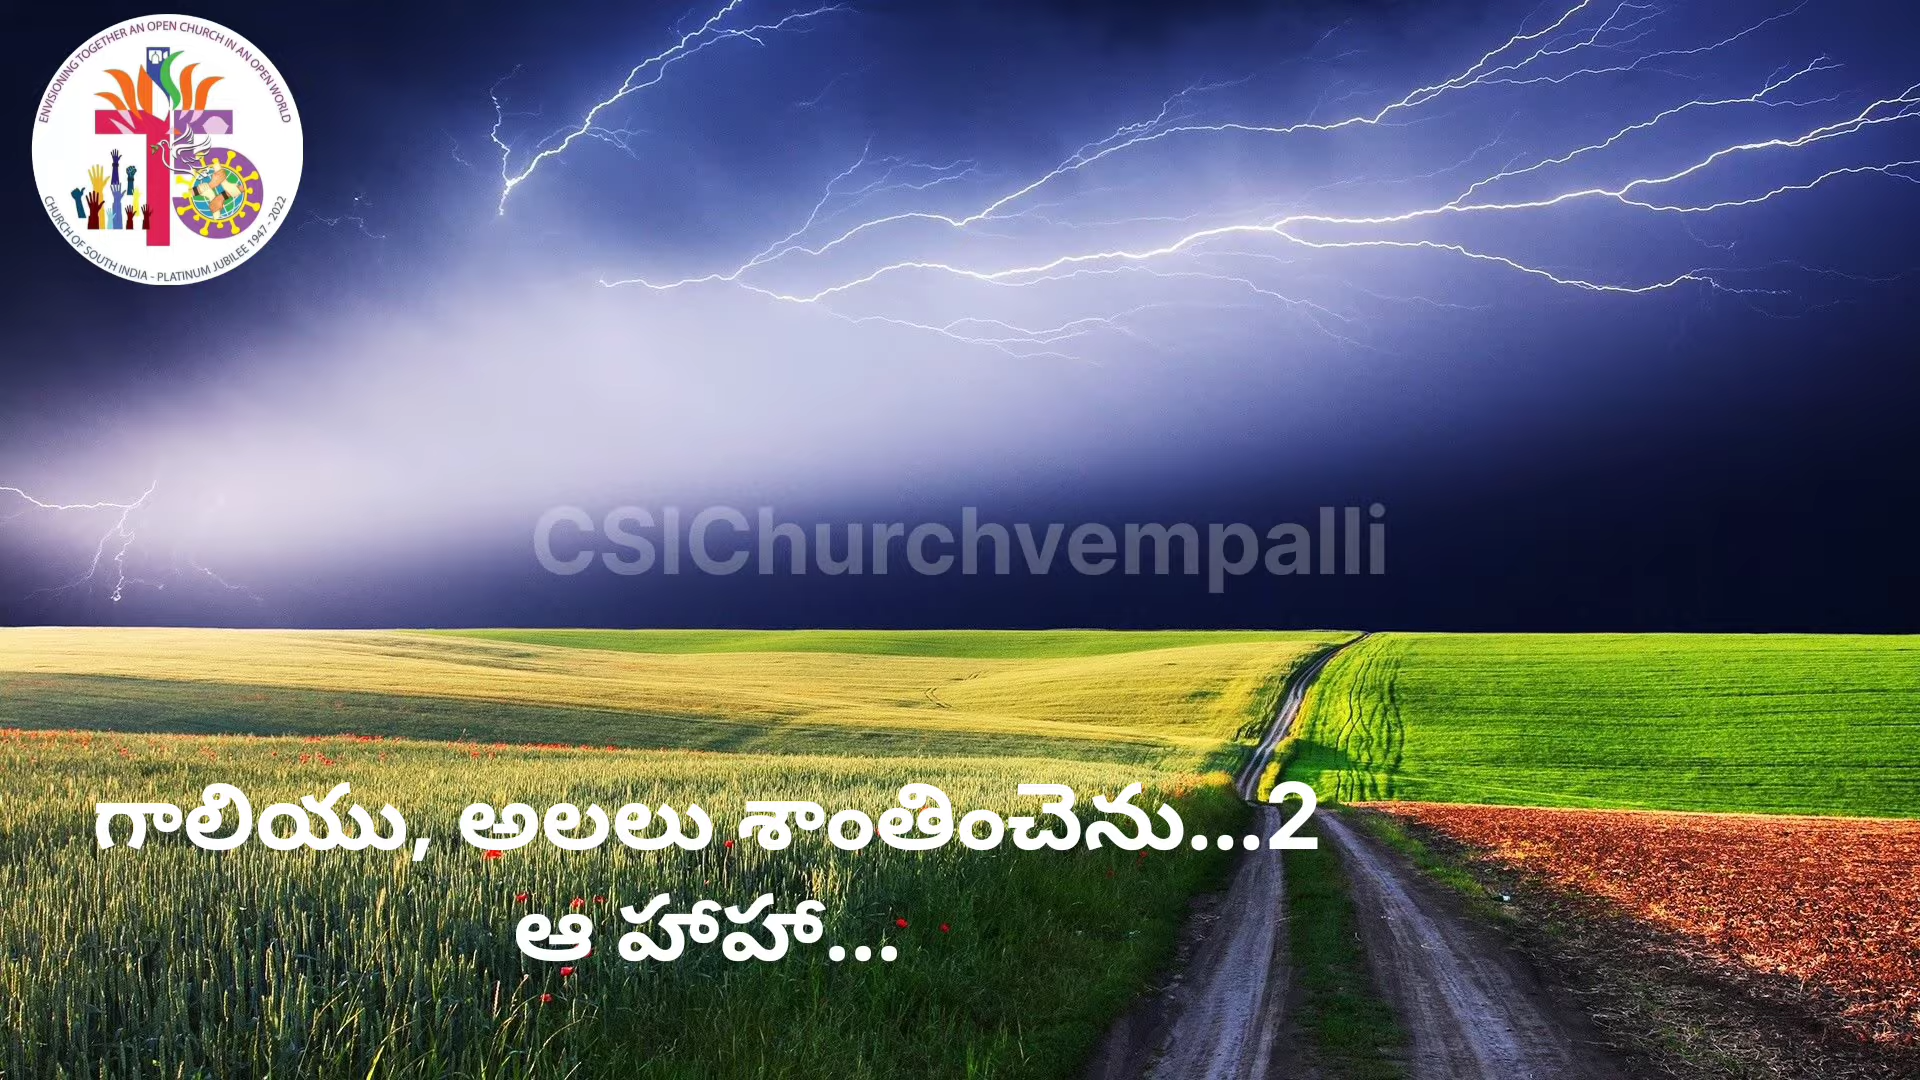 ENVISIONING TOGETHER AN OPEN CHURCH IN AN OPEN WORLD
CHURCH OF SOUTH INDIA - PLATINUM JUBILEE 1947 - 2022
CSIChurchvempalli
గాలియు, అలలు శాంతించెను...2
ఆ హాహా...